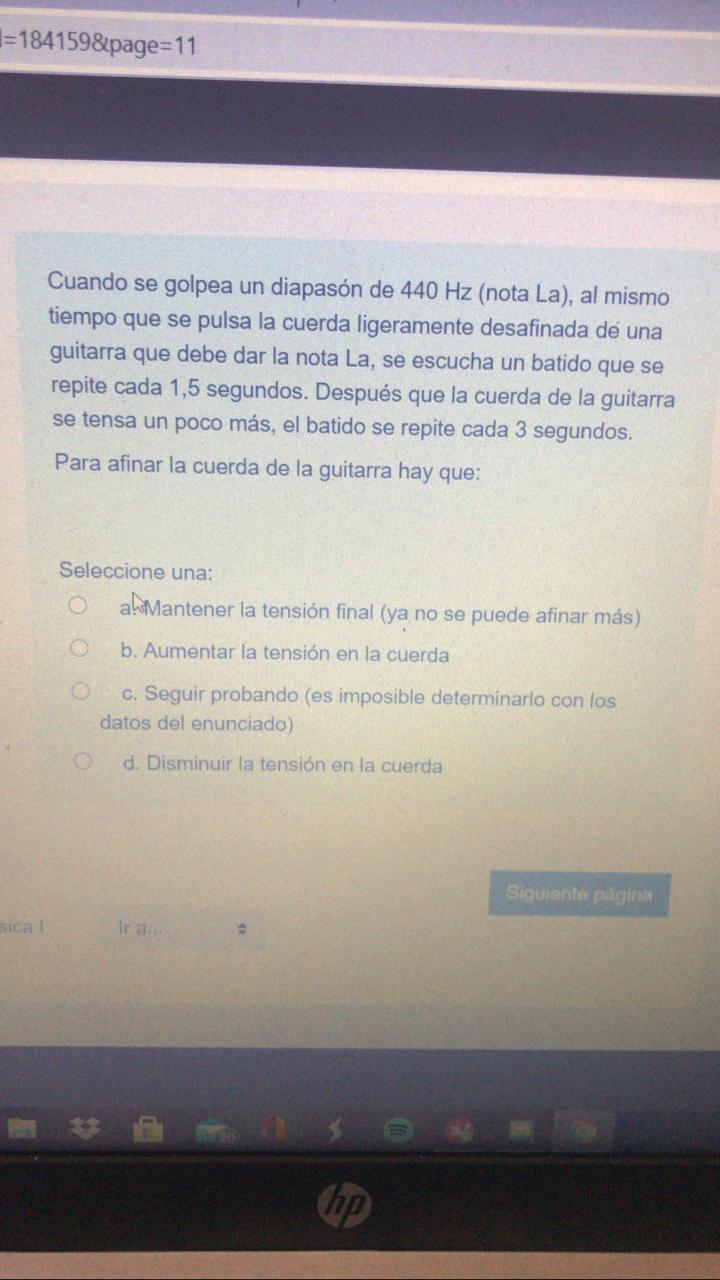 l=184159&page=11
Cuando se golpea un diapasón de 440 Hz (nota La), al mismo
tiempo que se pulsa la cuerda ligeramente desafinada de una
guitarra que debe dar la nota La, se escucha un batido que se
repite cada 1,5 segundos. Después que la cuerda de la guitarra
se tensa un poco más, el batido se repite cada 3 segundos.
Para afinar la cuerda de la guitarra hay que:
Seleccione una:
a. Mantener la tensión final (ya no se puede afinar más)
b. Aumentar la tensión en la cuerda
c. Seguir probando (es imposible determinarlo con los
datos del enunciado)
d. Disminuir la tensión en la cuerda
Siguiente página
sica I
Ir a...
20
hp